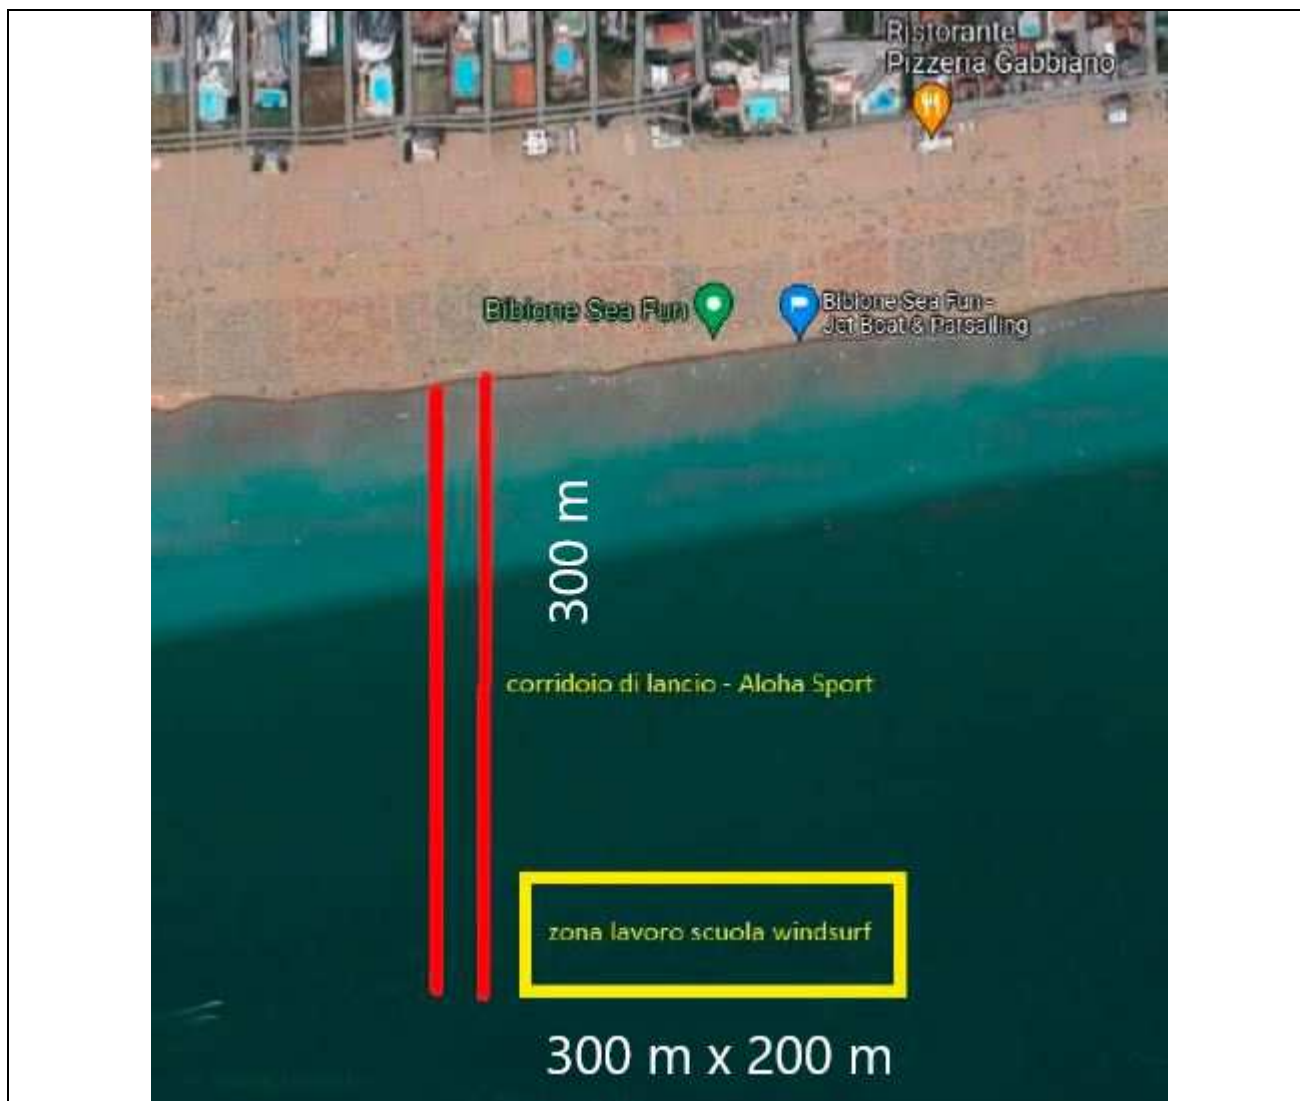 Ristorante
Pizzeria Gabbiano
Bibione Sea Fun
Bibione Sea Fun -
Jet Boat & Parsailing
300 m
corridoio di lancio - Aloha Sport
zona lavoro scuola windsurf
300 m x 200 m